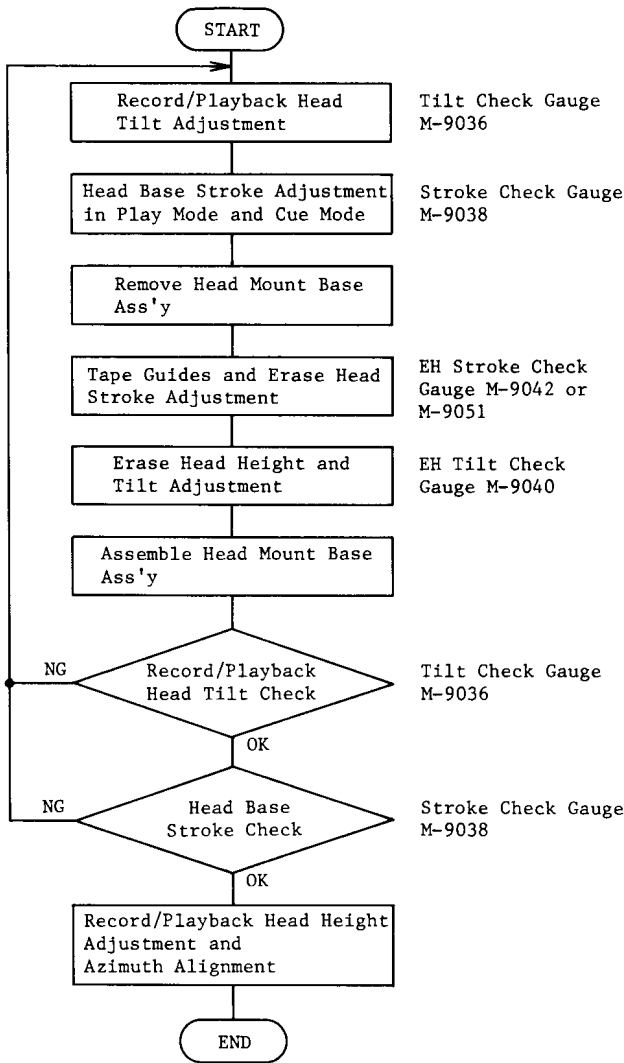 START
Record/Playback Head
Tilt Adjustment
Tilt Check Gauge
M-9036
Head Base Stroke Adjustment
in Play Mode and Cue Mode
Stroke Check Gauge
M-9038
Remove Head Mount Base
Ass'y
Tape Guides and Erase Head
Stroke Adjustment
EH Stroke Check
Gauge M-9042 or
M-9051
Erase Head Height and
Tilt Adjustment
EH Tilt Check
Gauge M-9040
Assemble Head Mount Base
Ass'y
NG
Record/Playback
Head Tilt Check
Tilt Check Gauge
M-9036
OK
NG
Head Base
Stroke Check
Stroke Check Gauge
M-9038
OK
Record/Playback Head Height
Adjustment and
Azimuth Alignment
END